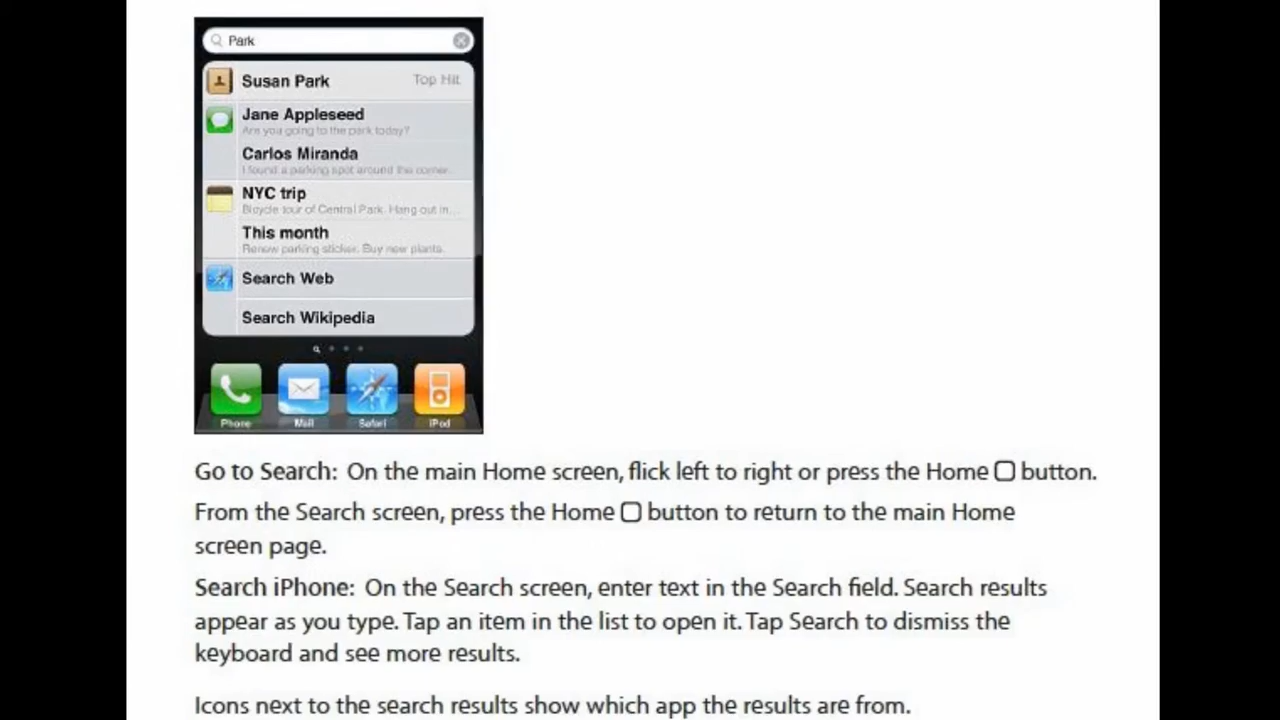 Park
Susan Park Top Hit
Jane Appleseed
Are you going to the park today?
Carlos Miranda
I found a parking spot around the corner.
NYC trip
Bicycle tour of Central Park. Hang out in...
This month
Renew parking sticker. Buy new plants.
Search Web
Search Wikipedia
Phone Mail Safari iPod
Go to Search: On the main Home screen, flick left to right or press the Home button.
From the Search screen, press the Home button to return to the main Home
screen page.
Search iPhone: On the Search screen, enter text in the Search field. Search results
appear as you type. Tap an item in the list to open it. Tap Search to dismiss the
keyboard and see more results.
Icons next to the search results show which app the results are from.